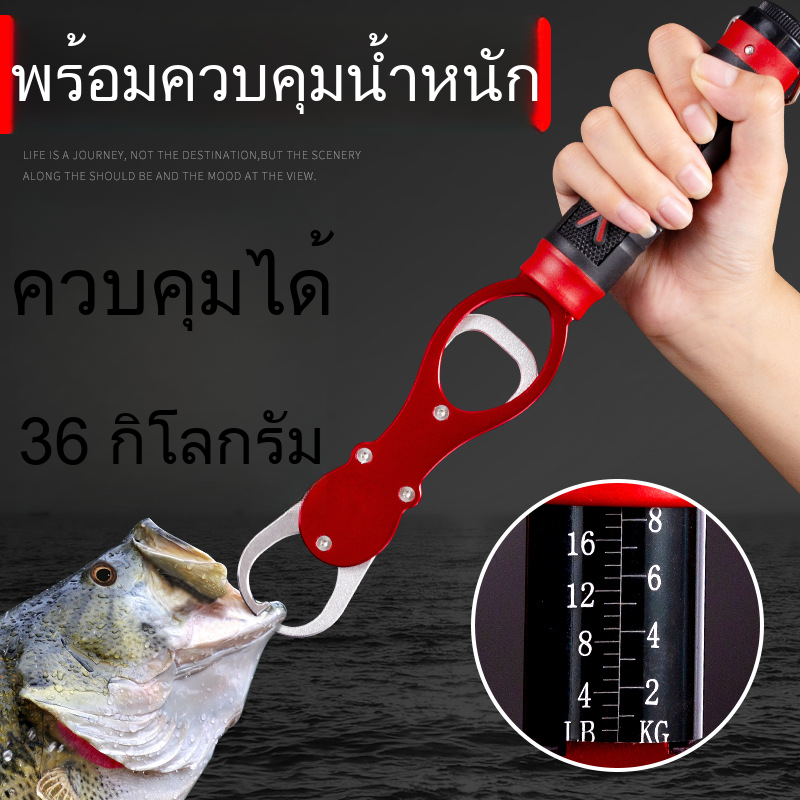 พร้อมควบคุมน้ำหนัก
LIFE IS A JOURNEY, NOT THE DESTINATION,BUT THE SCENERY
ALONG THE SHOULD BE AND THE MOOD AT THE VIEW.
ควบคุมได้
36 กิโลกรัม
8
16
6
12
4
8
2
4
LB KG